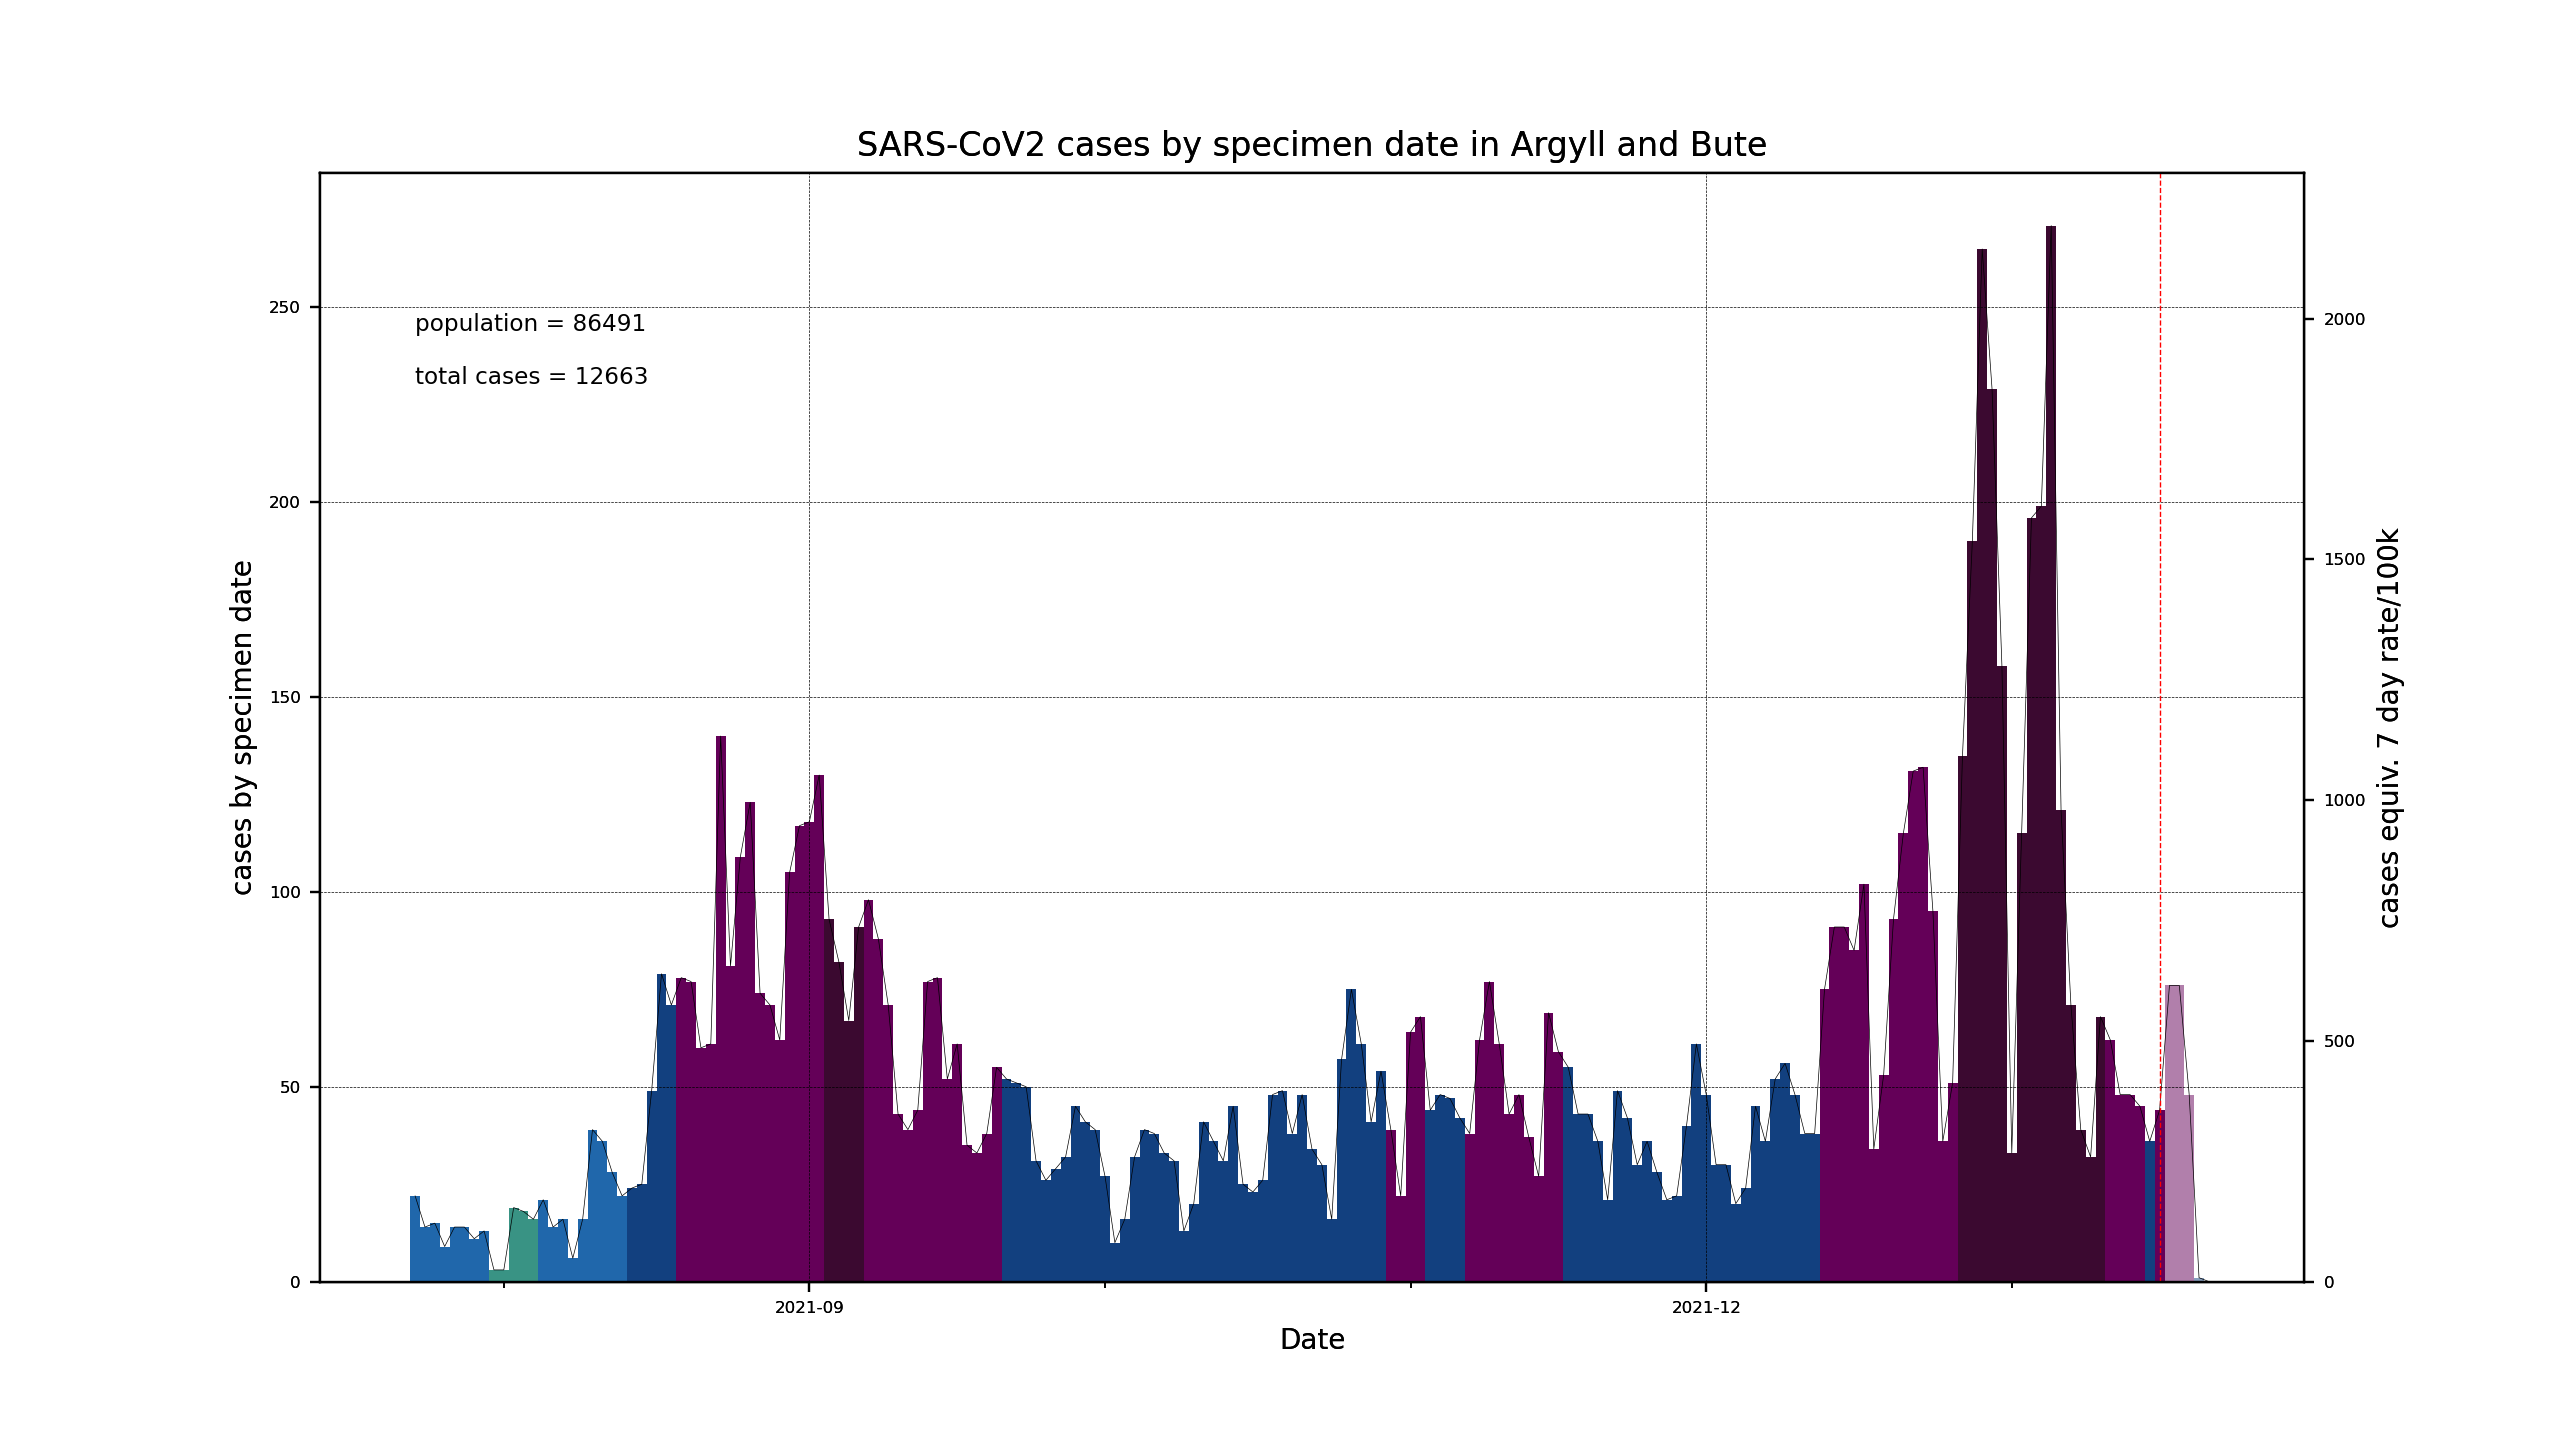 SARS-CoV2 cases by specimen date in Argyll and Bute
population = 86491
total cases = 12663
cases by specimen date
250
200
150
100
50
0
2000
1500
1000
500
0
cases equiv. 7 day rate/100k
2021-09
2021-12
Date